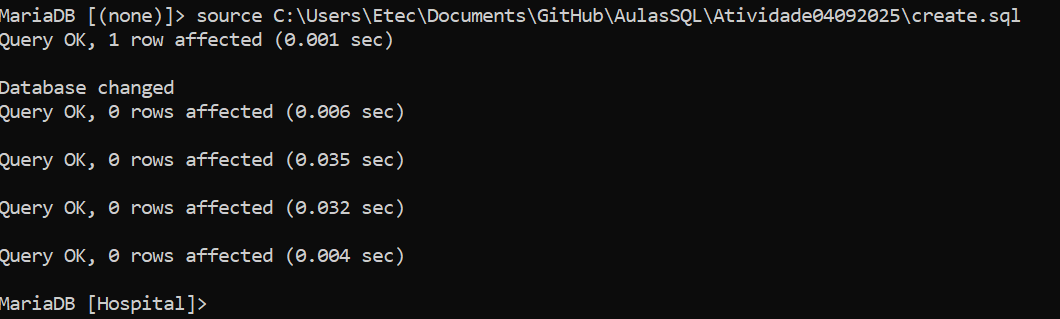 MariaDB [(none)]> source C:\Users\Etec\Documents\GitHub\AulasSQL\Atividade04092025\create.sql
Query OK, 1 row affected (0.001 sec)
Database changed
Query OK, 0 rows affected (0.006 sec)
Query OK, 0 rows affected (0.035 sec)
Query OK, 0 rows affected (0.032 sec)
Query OK, 0 rows affected (0.004 sec)
MariaDB [Hospital]>